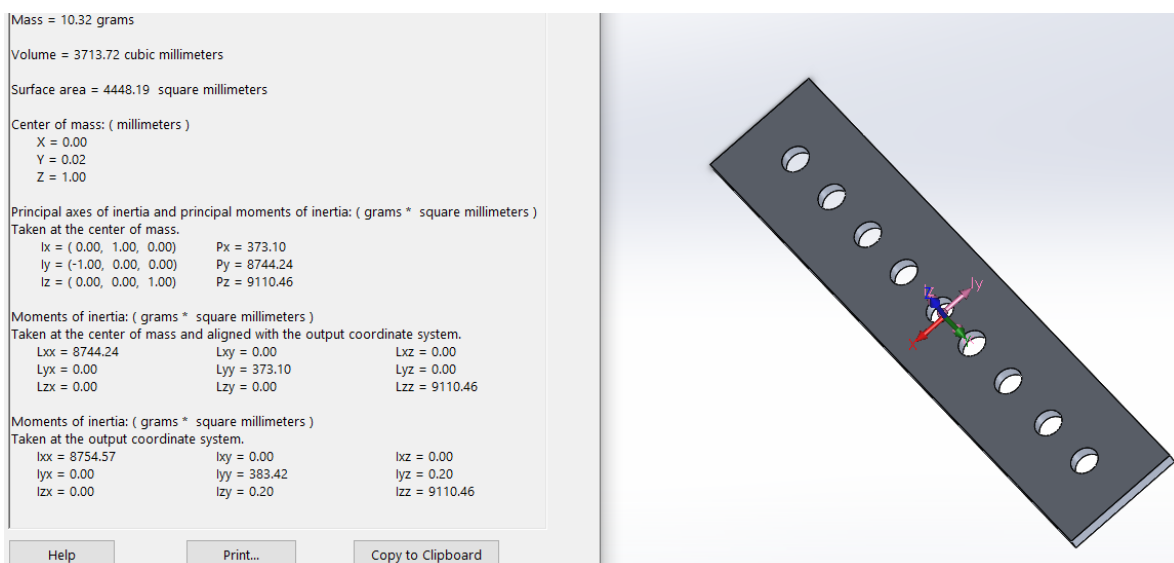 Mass = 10.32 grams
Volume = 3713.72 cubic millimeters
Surface area = 4448.19 square millimeters
Center of mass: ( millimeters )
X = 0.00
Y = 0.02
Z = 1.00
Principal axes of inertia and principal moments of inertia: ( grams * square millimeters )
Taken at the center of mass.
Ix = ( 0.00, 1.00, 0.00) Px = 373.10
Iy = (-1.00, 0.00, 0.00) Py = 8744.24
Iz = ( 0.00, 0.00, 1.00) Pz = 9110.46
Moments of inertia: ( grams * square millimeters )
Taken at the center of mass and aligned with the output coordinate system.
Lxx = 8744.24 Lxy = 0.00 Lxz = 0.00
Lyx = 0.00 Lyy = 373.10 Lyz = 0.00
Lzx = 0.00 Lzy = 0.00 Lzz = 9110.46
Moments of inertia: ( grams * square millimeters )
Taken at the output coordinate system.
Ixx = 8754.57 Ixy = 0.00 Ixz = 0.00
Iyx = 0.00 Iyy = 383.42 Iyz = 0.20
Izx = 0.00 Izy = 0.20 Izz = 9110.46
Help Print... Copy to Clipboard
Iy